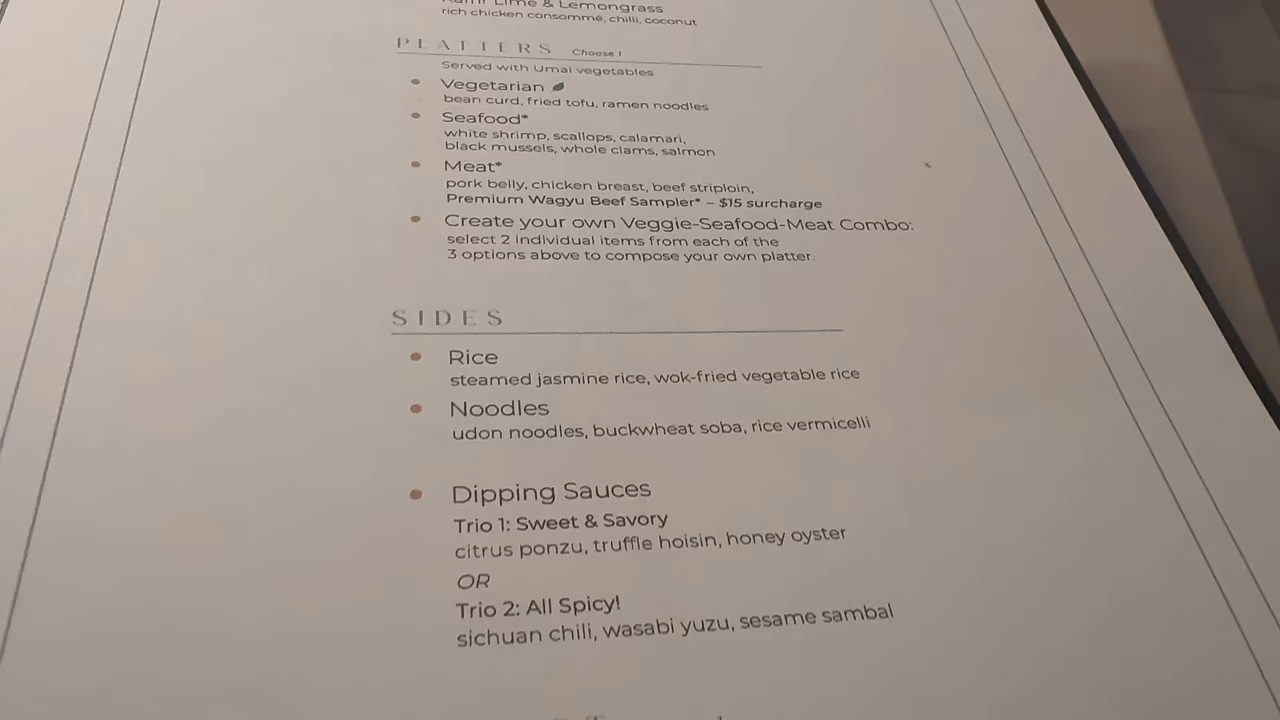 Kaffir Lime & Lemongrass
rich chicken consommé, chilli, coconut
PLATTERS Choose 1
Served with Umai vegetables
Vegetarian
bean curd, fried tofu, ramen noodles
Seafood*
white shrimp, scallops, calamari,
black mussels, whole clams, salmon
Meat*
pork belly, chicken breast, beef striploin,
Premium Wagyu Beef Sampler* – $15 surcharge
Create your own Veggie-Seafood-Meat Combo:
select 2 individual items from each of the
3 options above to compose your own platter.
SIDES
Rice
steamed jasmine rice, wok-fried vegetable rice
Noodles
udon noodles, buckwheat soba, rice vermicelli
Dipping Sauces
Trio 1: Sweet & Savory
citrus ponzu, truffle hoisin, honey oyster
OR
Trio 2: All Spicy!
sichuan chili, wasabi yuzu, sesame sambal